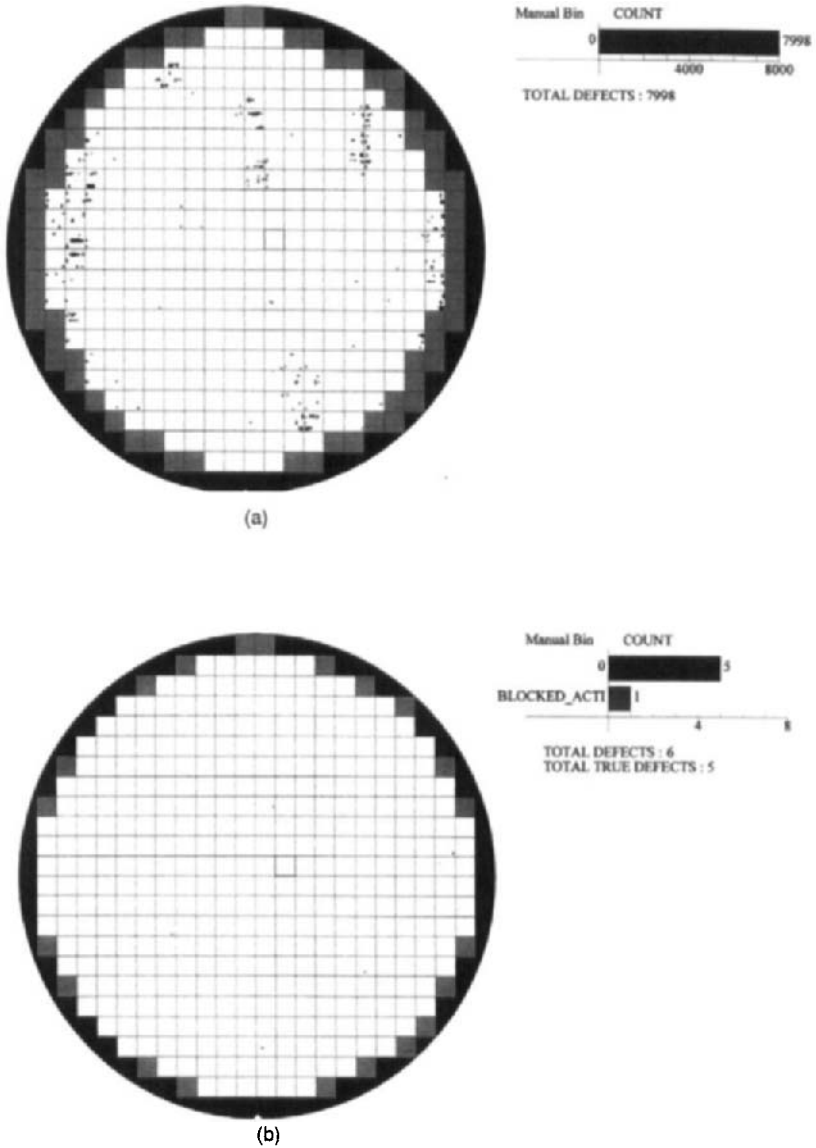 Manual Bin COUNT
0 7998
4000 8000
TOTAL DEFECTS : 7998
(a)
Manual Bin COUNT
0 5
BLOCKED_ACTI 1
4 8
TOTAL DEFECTS : 6
TOTAL TRUE DEFECTS : 5
(b)